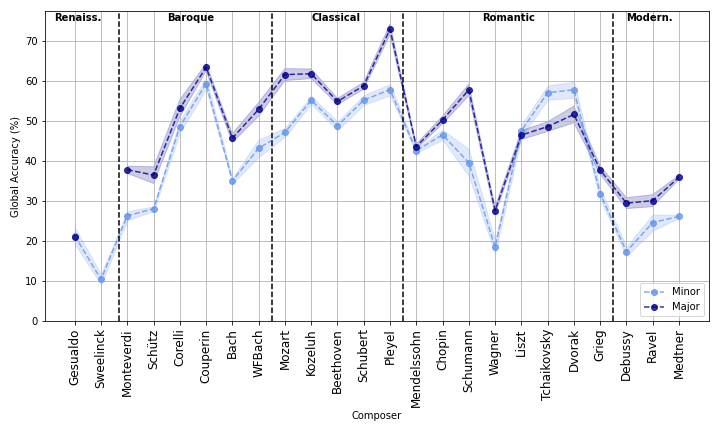 Renaiss. Baroque Classical Romantic Modern.
Global Accuracy (%)
70
60
50
40
30
20
10
0
Minor
Major
Gesualdo
Sweelinck
Monteverdi
Schütz
Corelli
Couperin
Bach
WFBach
Mozart
Kozeluh
Beethoven
Schubert
Pleyel
Mendelssohn
Chopin
Schumann
Wagner
Liszt
Tchaikovsky
Dvorak
Grieg
Debussy
Ravel
Medtner
Composer